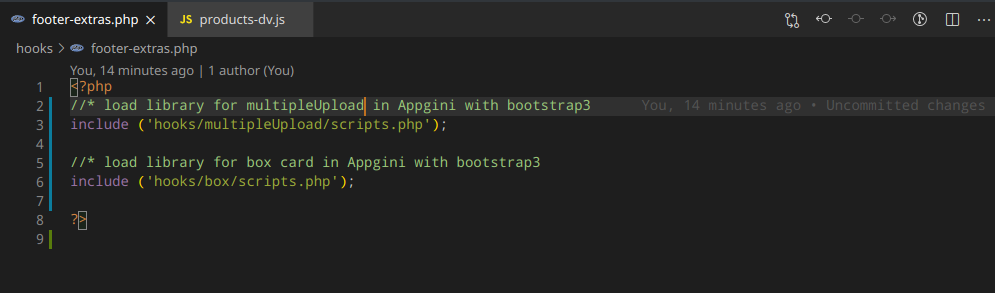 footer-extras.php
JS products-dv.js
hooks > footer-extras.php
You, 14 minutes ago | 1 author (You)
1 <?php
2 //* load library for multipleUpload in Appgini with bootstrap3 You, 14 minutes ago • Uncommitted changes
3 include ('hooks/multipleUpload/scripts.php');
4
5 //* load library for box card in Appgini with bootstrap3
6 include ('hooks/box/scripts.php');
7
8 ?>
9